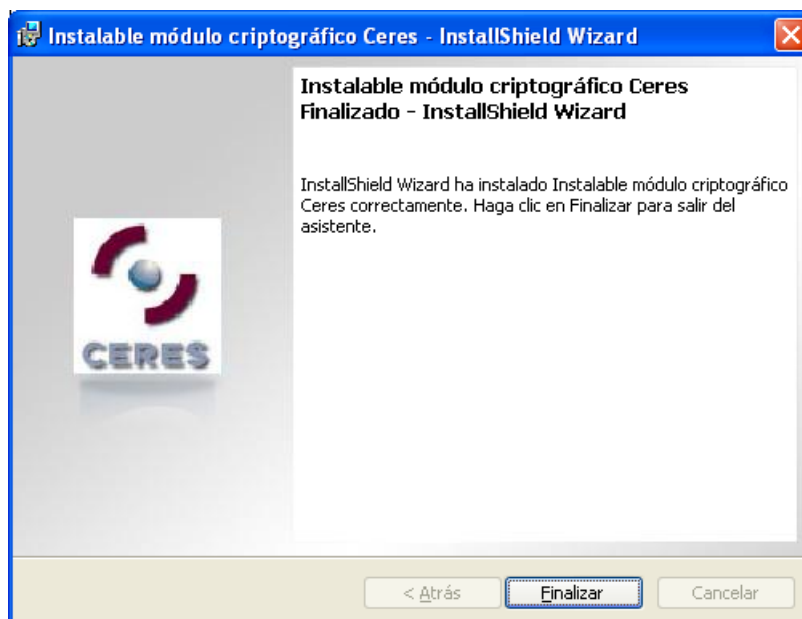 Instalable módulo criptográfico Ceres - InstallShield Wizard
Instalable módulo criptográfico Ceres
Finalizado - InstallShield Wizard
InstallShield Wizard ha instalado Instalable módulo criptográfico
Ceres correctamente. Haga clic en Finalizar para salir del
asistente.
CERES
< Atrás
Finalizar
Cancelar